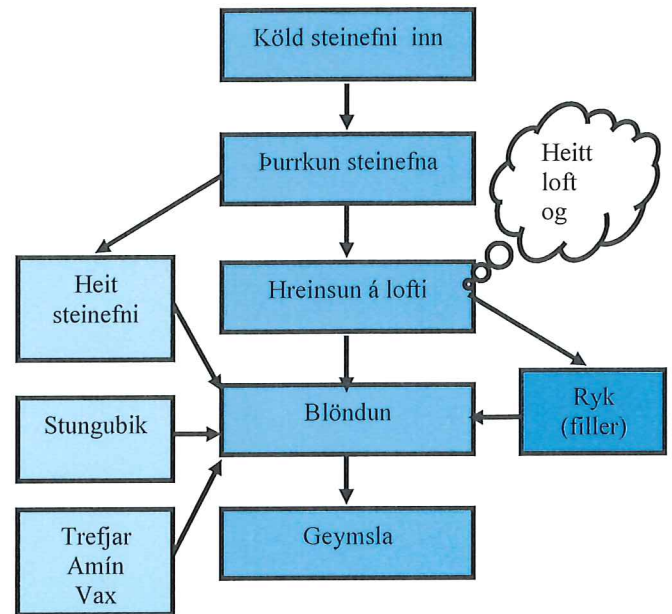 Köld steinefni inn
Þurrkun steinefna
Heitt
loft
og
Heit
steinefni
Hreinsun á lofti
Stungubik
Blöndun
Ryk
(filler)
Trefjar
Amín
Vax
Geymsla